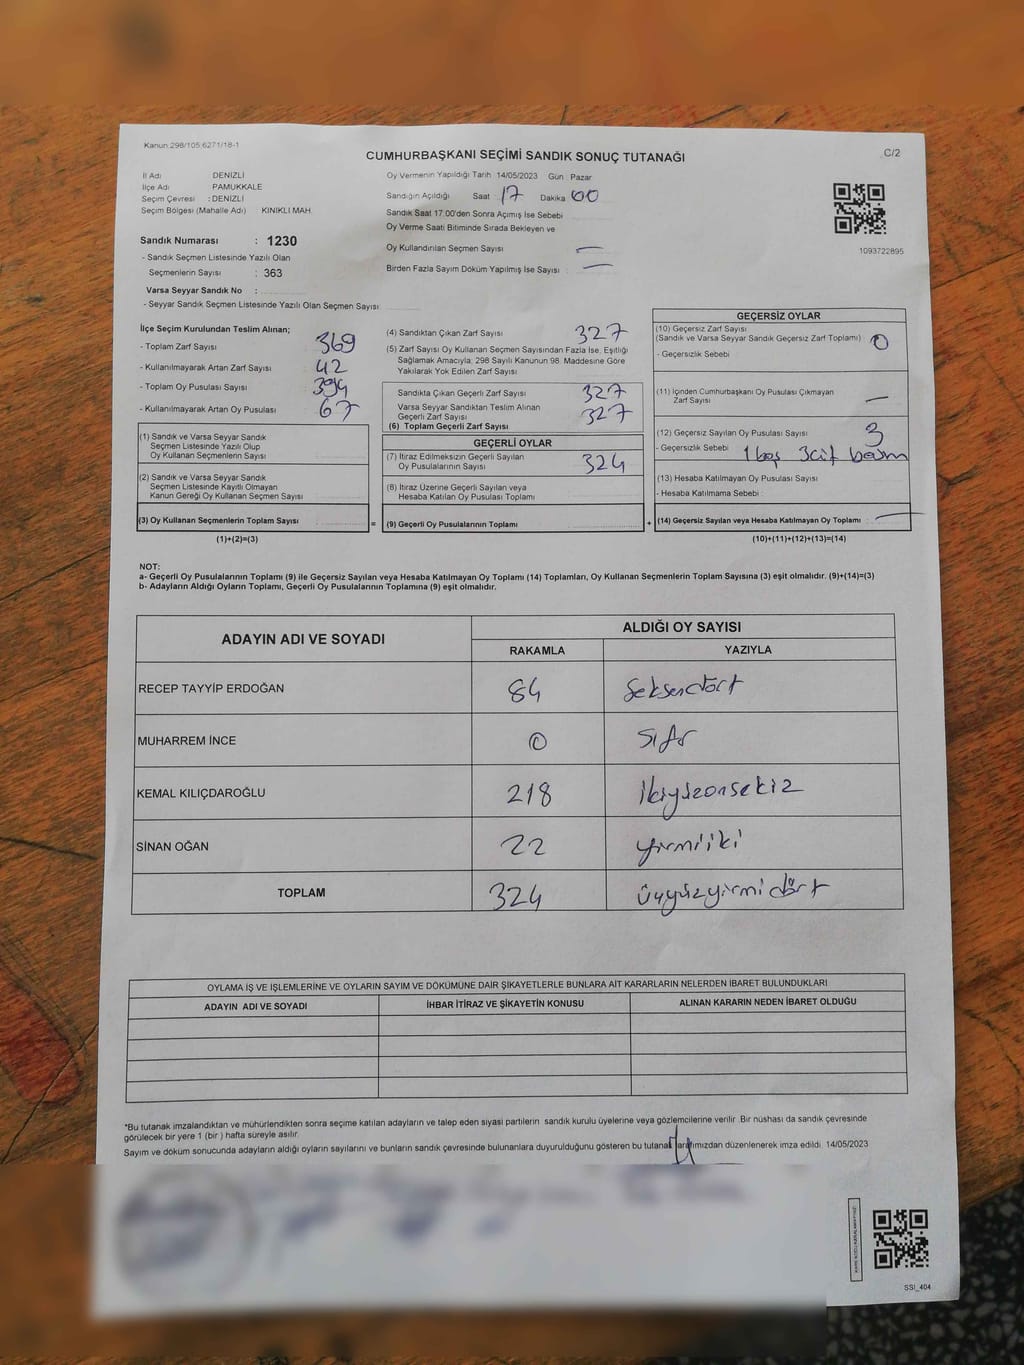 Kanun:298/105;6271/18-1
CUMHURBAŞKANI SEÇİMİ SANDIK SONUÇ TUTANAĞI
C/2
İl Adı DENİZLİ
İlçe Adı PAMUKKALE
Seçim Çevresi : DENİZLİ
Seçim Bölgesi (Mahalle Adı) KINIKLI MAH.
Oy Vermenin Yapıldığı Tarih 14/05/2023 Gün : Pazar
Sandığın Açıldığı Saat 17 Dakika 00
Sandık Saat 17.00'den Sonra Açımış İse Sebebi
Oy Verme Saati Bitiminde Sırada Bekleyen ve
Oy Kullandırılan Seçmen Sayısı —
Birden Fazla Sayım Döküm Yapılmış İse Sayısı : —
1093722895
Sandık Numarası : 1230
- Sandık Seçmen Listesinde Yazılı Olan
Seçmenlerin Sayısı : 363
Varsa Seyyar Sandık No :
- Seyyar Sandık Seçmen Listesinde Yazılı Olan Seçmen Sayısı
İlçe Seçim Kurulundan Teslim Alınan;
- Toplam Zarf Sayısı 369
- Kullanılmayarak Artan Zarf Sayısı 42
- Toplam Oy Pusulası Sayısı 394
- Kullanılmayarak Artan Oy Pusulası 67
(1) Sandık ve Varsa Seyyar Sandık
Seçmen Listesinde Yazılı Olup
Oy Kullanan Seçmenlerin Sayısı
(2) Sandık ve Varsa Seyyar Sandık
Seçmen Listesinde Kayıtlı Olmayan
Kanun Gereği Oy Kullanan Seçmen Sayısı
(3) Oy Kullanan Seçmenlerin Toplam Sayısı =
(1)+(2)=(3)
(4) Sandıktan Çıkan Zarf Sayısı 327
(5) Zarf Sayısı Oy Kullanan Seçmen Sayısından Fazla İse, Eşitliği
Sağlamak Amacıyla; 298 Sayılı Kanunun 98. Maddesine Göre
Yakılarak Yok Edilen Zarf Sayısı
Sandıkta Çıkan Geçerli Zarf Sayısı 327
Varsa Seyyar Sandıktan Teslim Alınan
Geçerli Zarf Sayısı 327
(6) Toplam Geçerli Zarf Sayısı
GEÇERLİ OYLAR
(7) İtiraz Edilmeksizin Geçerli Sayılan
Oy Pusulalarının Sayısı 324
(8) İtiraz Üzerine Geçerli Sayılan veya
Hesaba Katılan Oy Pusulası Toplamı
(9) Geçerli Oy Pusulalarının Toplamı +
GEÇERSİZ OYLAR
(10) Geçersiz Zarf Sayısı
(Sandık ve Varsa Seyyar Sandık Geçersiz Zarf Toplamı) 0
- Geçersizlik Sebebi
(11) İçinden Cumhurbaşkanı Oy Pusulası Çıkmayan
Zarf Sayısı —
(12) Geçersiz Sayılan Oy Pusulası Sayısı 3
- Geçersizlik Sebebi 1 boş 3 çift basım
(13) Hesaba Katılmayan Oy Pusulası Sayısı
- Hesaba Katılmama Sebebi :
(14) Geçersiz Sayılan veya Hesaba Katılmayan Oy Toplamı —
(10)+(11)+(12)+(13)=(14)
NOT:
a- Geçerli Oy Pusulalarının Toplamı (9) ile Geçersiz Sayılan veya Hesaba Katılmayan Oy Toplamı (14) Toplamları, Oy Kullanan Seçmenlerin Toplam Sayısına (3) eşit olmalıdır. (9)+(14)=(3)
b- Adayların Aldığı Oyların Toplamı, Geçerli Oy Pusulalarının Toplamına (9) eşit olmalıdır.
ADAYIN ADI VE SOYADI ALDIĞI OY SAYISI
RAKAMLA YAZIYLA
RECEP TAYYİP ERDOĞAN 84 Seksendört
MUHARREM İNCE 0 Sıfır
KEMAL KILIÇDAROĞLU 218 İkiyüzonsekiz
SİNAN OĞAN 22 yirmiiki
TOPLAM 324 üçyüzyirmidört
OYLAMA İŞ VE İŞLEMLERİNE VE OYLARIN SAYIM VE DÖKÜMÜNE DAİR ŞİKAYETLERLE BUNLARA AİT KARARLARIN NELERDEN İBARET BULUNDUKLARI
ADAYIN ADI VE SOYADI İHBAR İTİRAZ VE ŞİKAYETİN KONUSU ALINAN KARARIN NEDEN İBARET OLDUĞU
*Bu tutanak imzalandıktan ve mühürlendikten sonra seçime katılan adayların ve talep eden siyasi partilerin sandık kurulu üyelerine veya gözlemcilerine verilir. Bir nüshası da sandık çevresinde
görülecek bir yere 1 (bir ) hafta süreyle asılır.
Sayım ve döküm sonucunda adayların aldığı oyların sayılarını ve bunların sandık çevresinde bulunanlara duyurulduğunu gösteren bu tutanak tarafımızdan düzenlenerek imza edildi. 14/05/2023
SSI_404